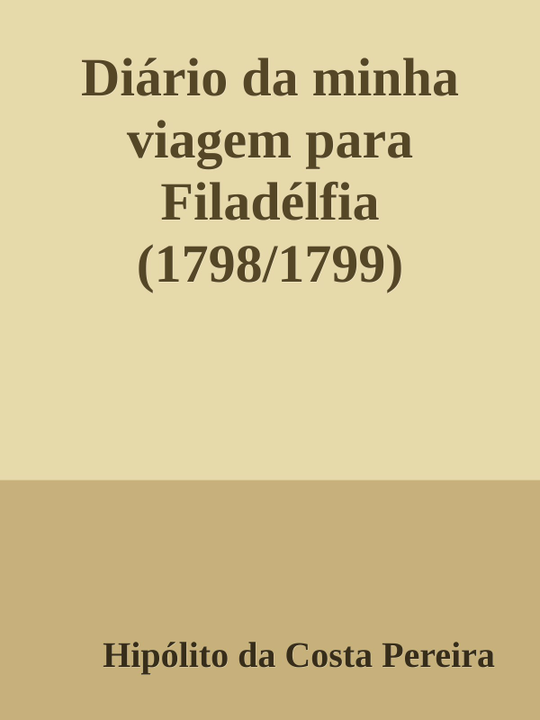 Diário da minha
viagem para
Filadélfia
(1798/1799)
Hipólito da Costa Pereira